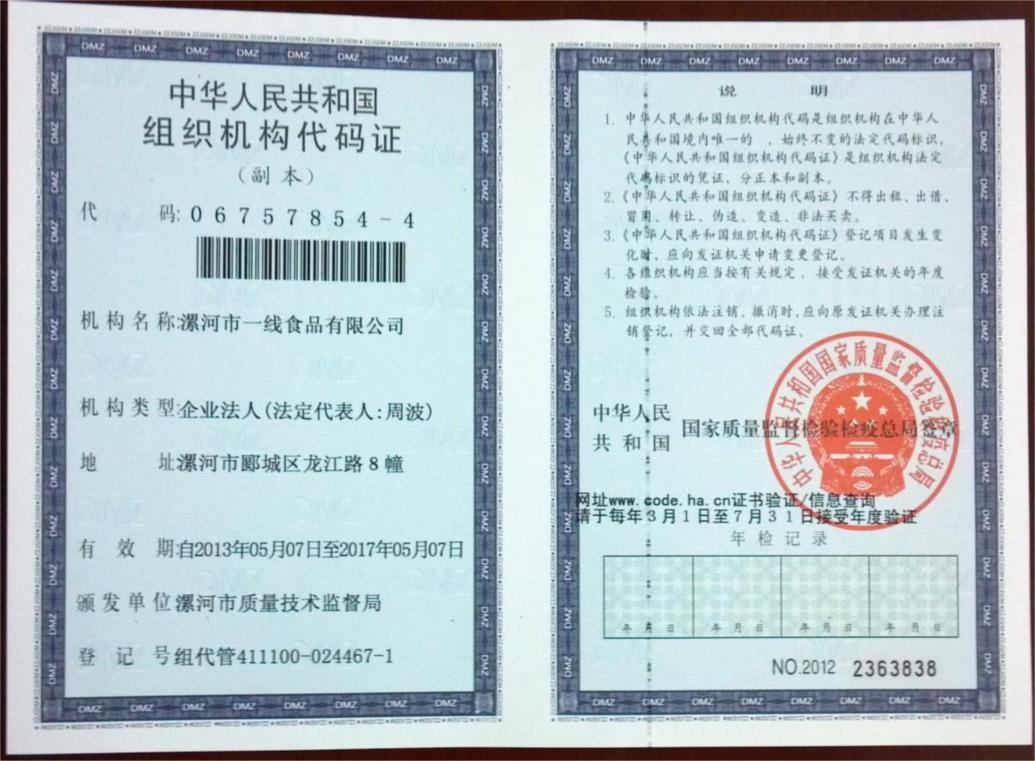 中华人民共和国
组织机构代码证
(副本)
代 码: 06757854-4
机构名称:漯河市一线食品有限公司
机构类型:企业法人(法定代表人:周波)
地 址:漯河市郾城区龙江路8幢
有 效 期:自2013年05月07日至2017年05月07日
颁发单位:漯河市质量技术监督局
登 记 号:组代管411100-024467-1
说 明
1. 中华人民共和国组织机构代码是组织机构在中华人
民共和国境内唯一的、始终不变的法定代码标识,
《中华人民共和国组织机构代码证》是组织机构法定
代码标识的凭证,分正本和副本。
2.《中华人民共和国组织机构代码证》不得出租、出借、
冒用、转让、伪造、变造、非法买卖。
3.《中华人民共和国组织机构代码证》登记项目发生变
化时,应向发证机关申请变更登记。
4. 各组织机构应当按有关规定,接受发证机关的年度
检验。
5. 组织机构依法注销、撤消时,应向原发证机关办理注
销登记,并交回全部代码证。
中华人民
共和国 国家质量监督检验检疫总局签章
中华人民共和国国家质量监督检验检疫总局
网址www.code.ha.cn证书验证/信息查询
请于每年3月1日至7月31日接受年度验证
年检记录
年 月 日 年 月 日 年 月 日 年 月 日
NO.2012 2363838